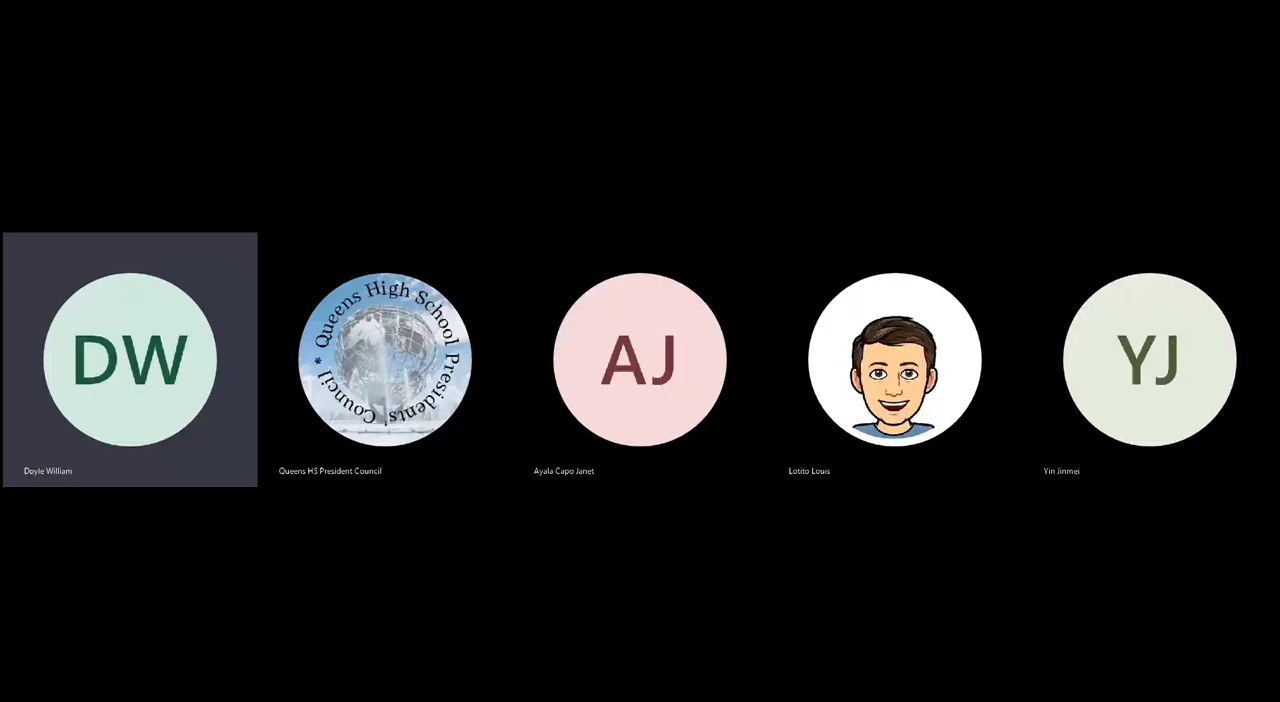 DW
* Queens High School Presidents' Council
AJ
YJ
Doyle William
Queens HS President Council
Ayala Capo Janet
Lotito Louis
Yin Jinmei